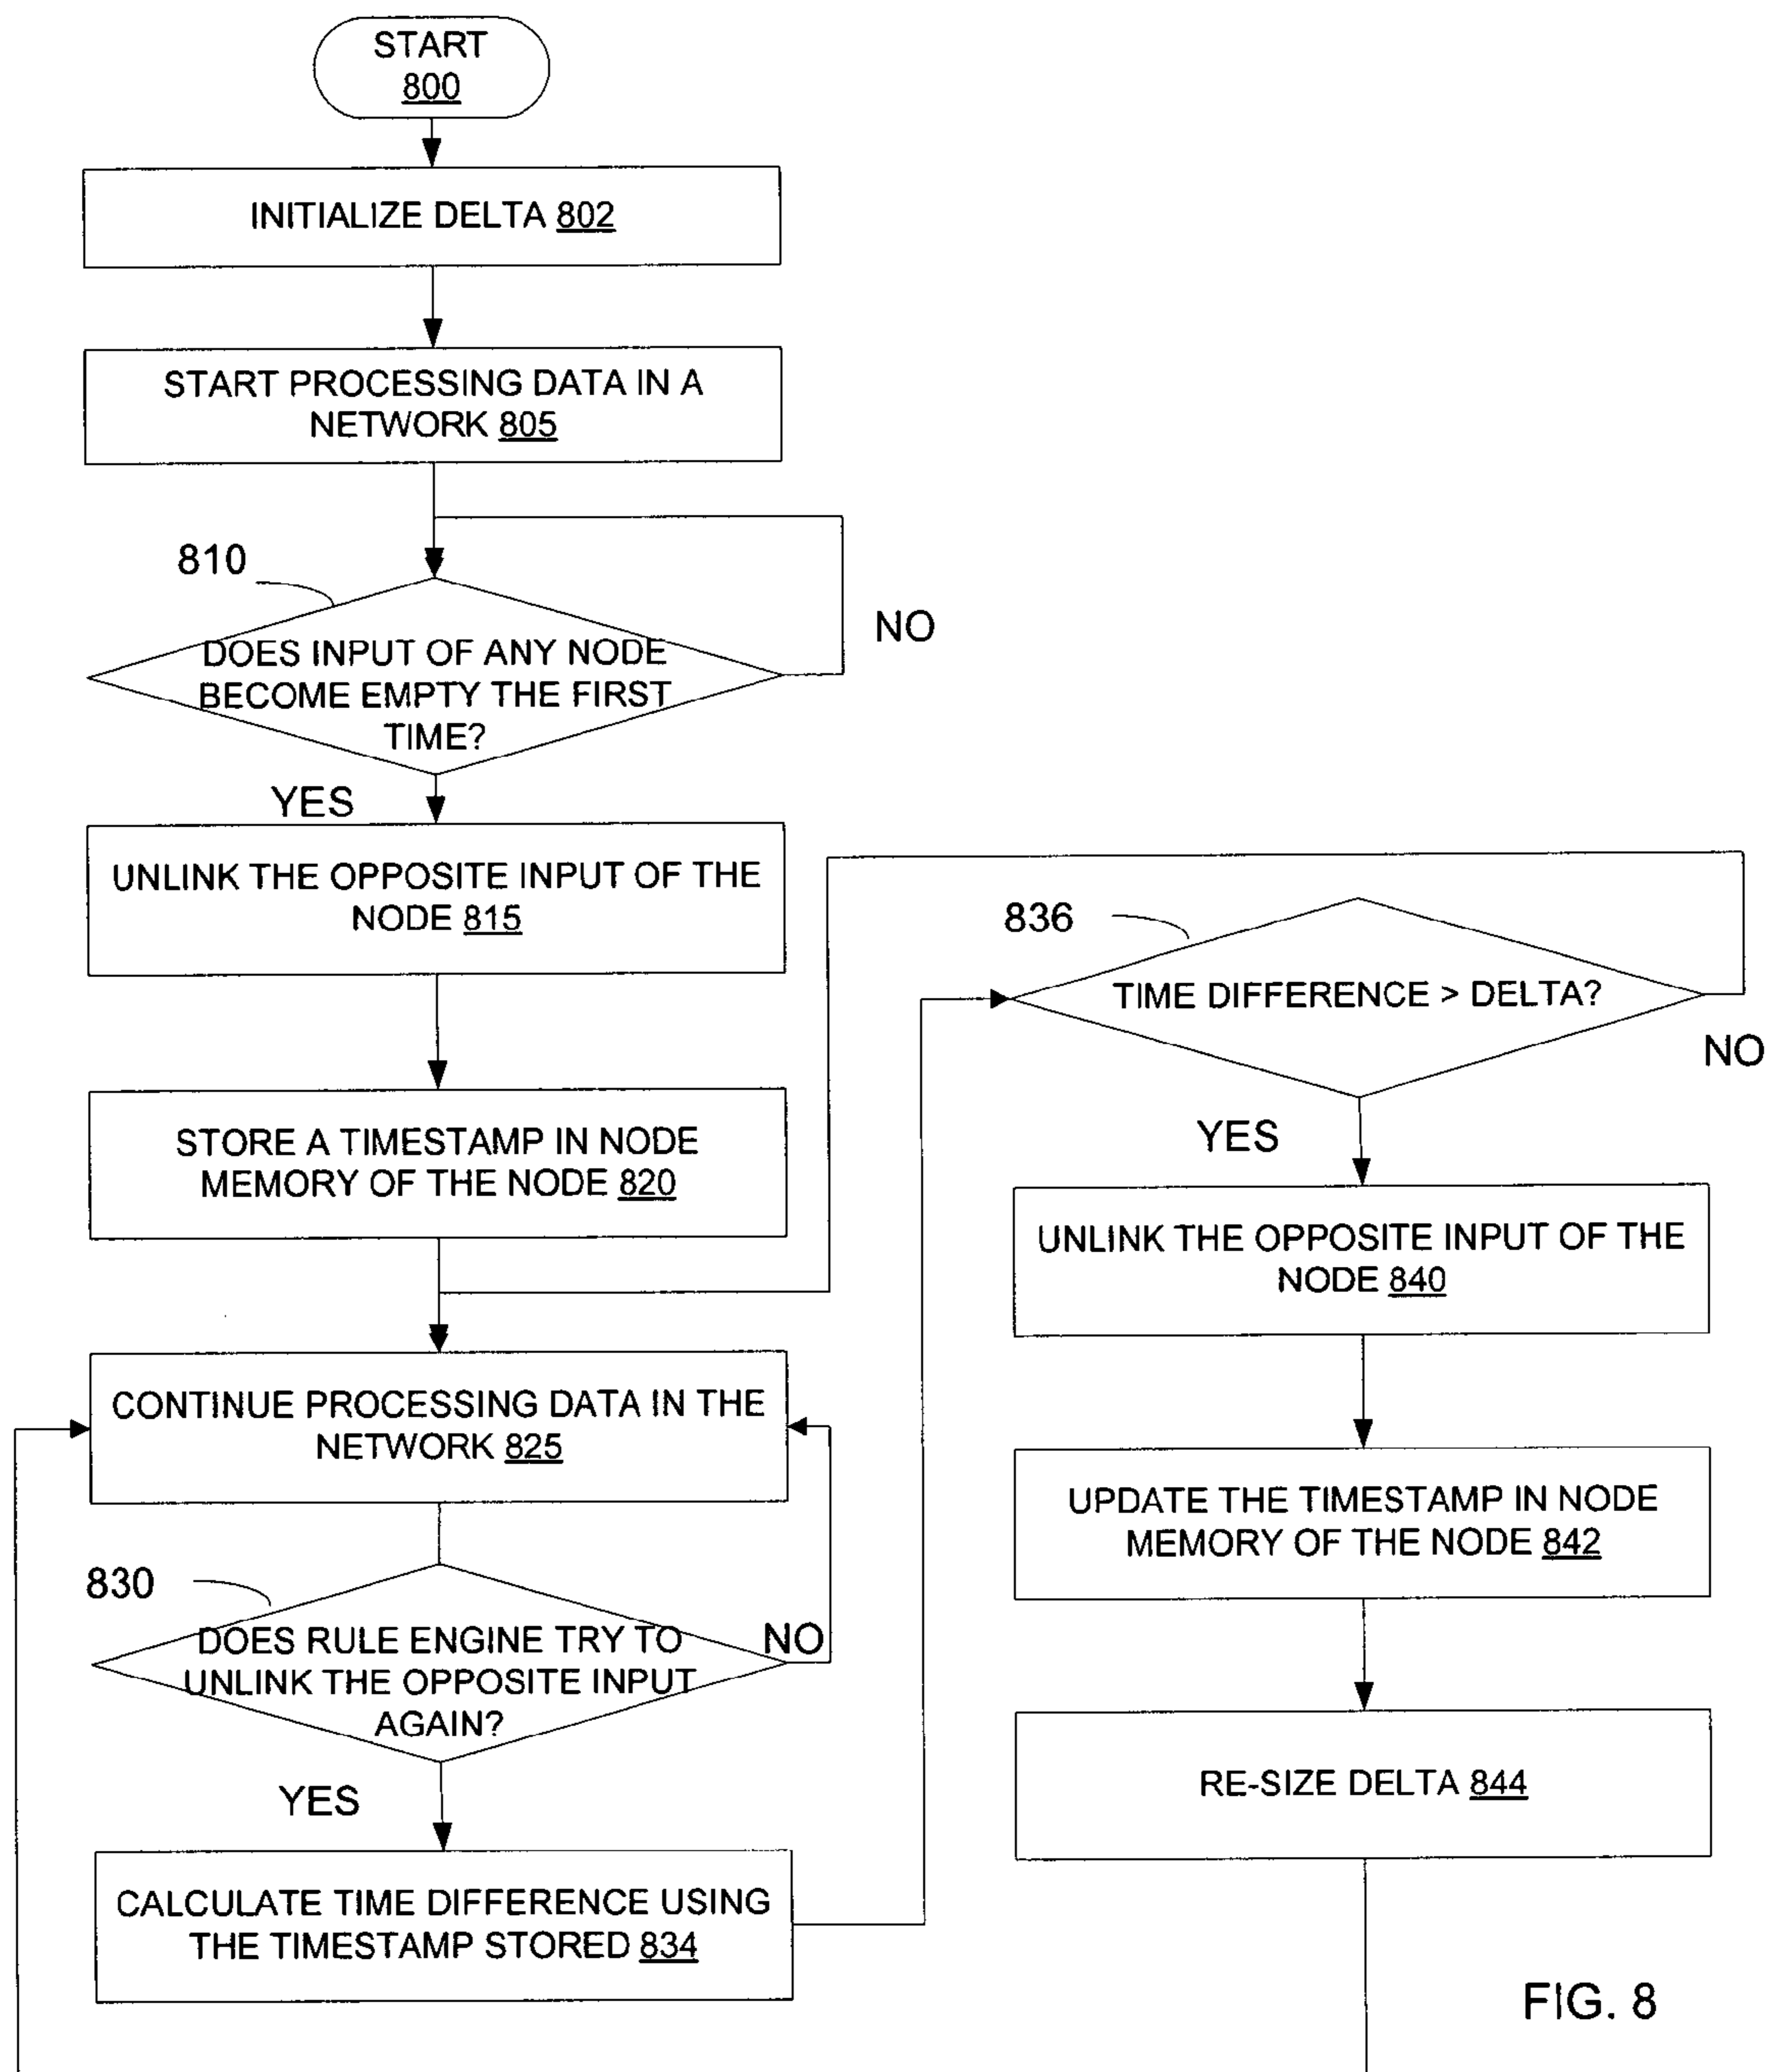 START
800
INITIALIZE DELTA 802
START PROCESSING DATA IN A
NETWORK 805
810
NO
DOES INPUT OF ANY NODE
BECOME EMPTY THE FIRST
TIME?
YES
UNLINK THE OPPOSITE INPUT OF THE
NODE 815
STORE A TIMESTAMP IN NODE
MEMORY OF THE NODE 820
CONTINUE PROCESSING DATA IN THE
NETWORK 825
830
NO
DOES RULE ENGINE TRY TO
UNLINK THE OPPOSITE INPUT
AGAIN?
YES
CALCULATE TIME DIFFERENCE USING
THE TIMESTAMP STORED 834
836
TIME DIFFERENCE > DELTA?
NO
YES
UNLINK THE OPPOSITE INPUT OF THE
NODE 840
UPDATE THE TIMESTAMP IN NODE
MEMORY OF THE NODE 842
RE-SIZE DELTA 844
FIG. 8